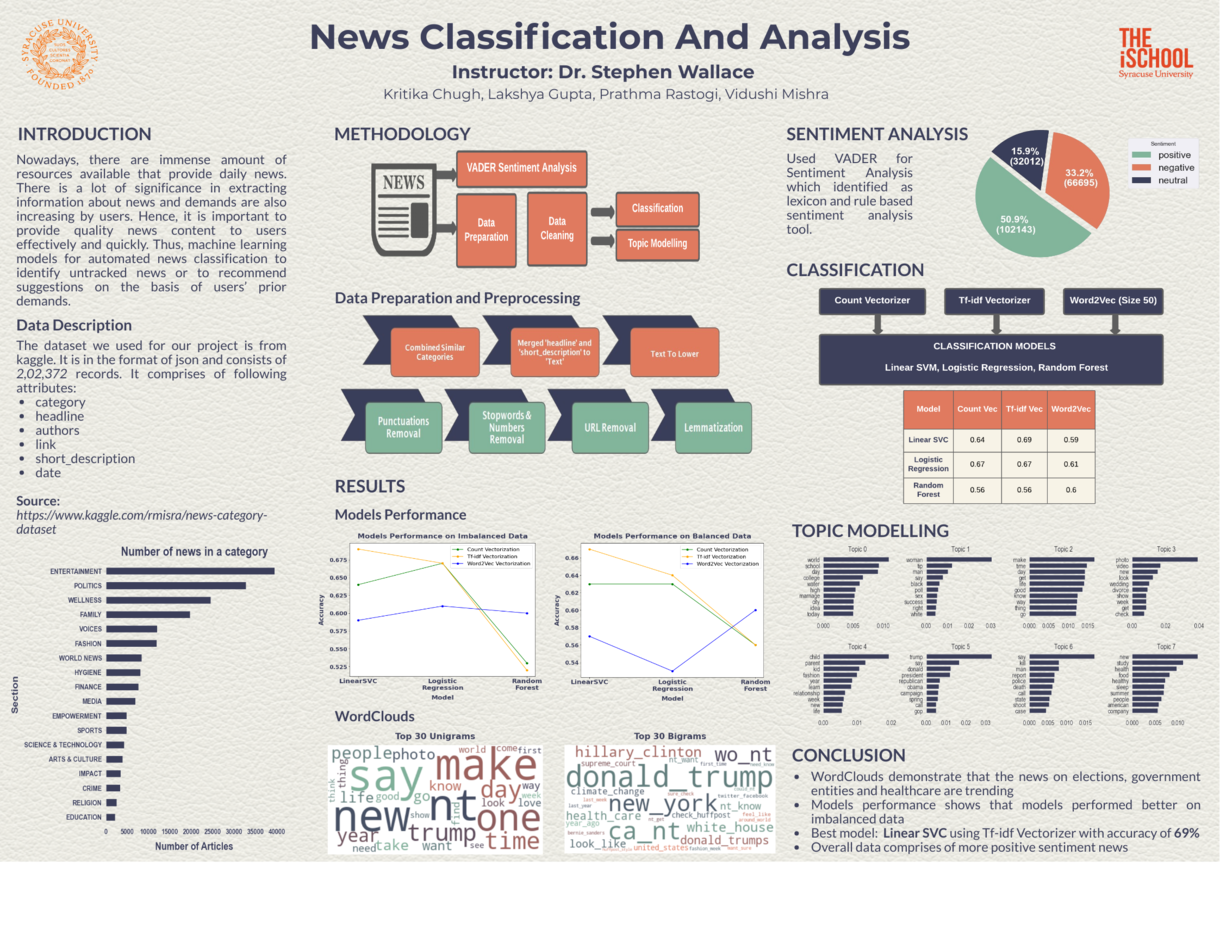 SYRACUSE UNIVERSITY
FOUNDED 1870
News Classification And Analysis
Instructor: Dr. Stephen Wallace
Kritika Chugh, Lakshya Gupta, Prathma Rastogi, Vidushi Mishra
THE
iSCHOOL
Syracuse University
INTRODUCTION
Nowadays, there are immense amount of
resources available that provide daily news.
There is a lot of significance in extracting
information about news and demands are also
increasing by users. Hence, it is important to
provide quality news content to users
effectively and quickly. Thus, machine learning
models for automated news classification to
identify untracked news or to recommend
suggestions on the basis of users' prior
demands.
Data Description
The dataset we used for our project is from
kaggle. It is in the format of json and consists of
2,02,372 records. It comprises of following
attributes:
• category
• headline
• authors
• link
• short_description
• date
Source:
https://www.kaggle.com/rmisra/news-category-
dataset
Number of news in a category
Section
ENTERTAINMENT
POLITICS
WELLNESS
FAMILY
VOICES
FASHION
WORLD NEWS
HYGIENE
FINANCE
MEDIA
EMPOWERMENT
SPORTS
SCIENCE & TECHNOLOGY
ARTS & CULTURE
IMPACT
CRIME
RELIGION
EDUCATION
0 5000 10000 15000 20000 25000 30000 35000 40000
Number of Articles
METHODOLOGY
NEWS
VADER Sentiment Analysis
Data
Preparation
Data
Cleaning
Classification
Topic Modelling
Data Preparation and Preprocessing
Combined Similar
Categories
Merged 'headline' and
'short_description' to
'Text'
Text To Lower
Punctuations
Removal
Stopwords &
Numbers
Removal
URL Removal
Lemmatization
RESULTS
Models Performance
Models Performance on Imbalanced Data
Count Vectorization
Tf-idf Vectorization
Word2Vec Vectorization
Accuracy
0.675
0.650
0.625
0.600
0.575
0.550
0.525
LinearSVC
Logistic
Regression
Random
Forest
Model
Models Performance on Balanced Data
Count Vectorization
Tf-idf Vectorization
Word2Vec Vectorization
Accuracy
0.66
0.64
0.62
0.60
0.58
0.56
0.54
LinearSVC
Logistic
Regression
Random
Forest
Model
WordClouds
Top 30 Unigrams
people photo world come first
think thing say make
know day way
life good go week
look love
new show nt find one
year trump time
need take want see
Top 30 Bigrams
hillary_clinton wo_nt
supreme_court nt_want first_time
donald_trump
climate_change twitter_facebook
last_week
last_year new_york nt_know
health_care check_huffpost feel_like
year_ago nt_get
bernie_sanders ca_nt white_house
look_like donald_trumps
united_states fashion_week
SENTIMENT ANALYSIS
Used VADER for
Sentiment Analysis
which identified as
lexicon and rule based
sentiment analysis
tool.
15.9%
(32012)
33.2%
(66695)
50.9%
(102143)
Sentiment
positive
negative
neutral
CLASSIFICATION
Count Vectorizer
Tf-idf Vectorizer
Word2Vec (Size 50)
CLASSIFICATION MODELS
Linear SVM, Logistic Regression, Random Forest
Model Count Vec Tf-idf Vec Word2Vec
Linear SVC 0.64 0.69 0.59
Logistic
Regression 0.67 0.67 0.61
Random
Forest 0.56 0.56 0.6
TOPIC MODELLING
Topic 0
world
school
day
college
water
high
marriage
city
idea
today
0.000 0.005 0.010
Topic 1
woman
tip
man
say
black
poll
sex
success
right
white
0.00 0.01 0.02 0.03
Topic 2
make
time
day
get
life
good
know
way
thing
go
0.000 0.005 0.010 0.015
Topic 3
photo
video
new
look
wedding
divorce
show
week
get
check
0.00 0.02 0.04
Topic 4
child
parent
kid
fashion
year
learn
relationship
week
new
life
0.00 0.01 0.02
Topic 5
trump
say
donald
president
republican
obama
campaign
spring
call
gop
0.00 0.01 0.02 0.03
Topic 6
say
kill
man
report
police
death
call
state
shoot
case
0.000 0.005 0.010 0.015
Topic 7
new
study
health
food
healthy
sleep
summer
people
american
company
0.000 0.005 0.010
CONCLUSION
• WordClouds demonstrate that the news on elections, government
entities and healthcare are trending
• Models performance shows that models performed better on
imbalanced data
• Best model: Linear SVC using Tf-idf Vectorizer with accuracy of 69%
• Overall data comprises of more positive sentiment news